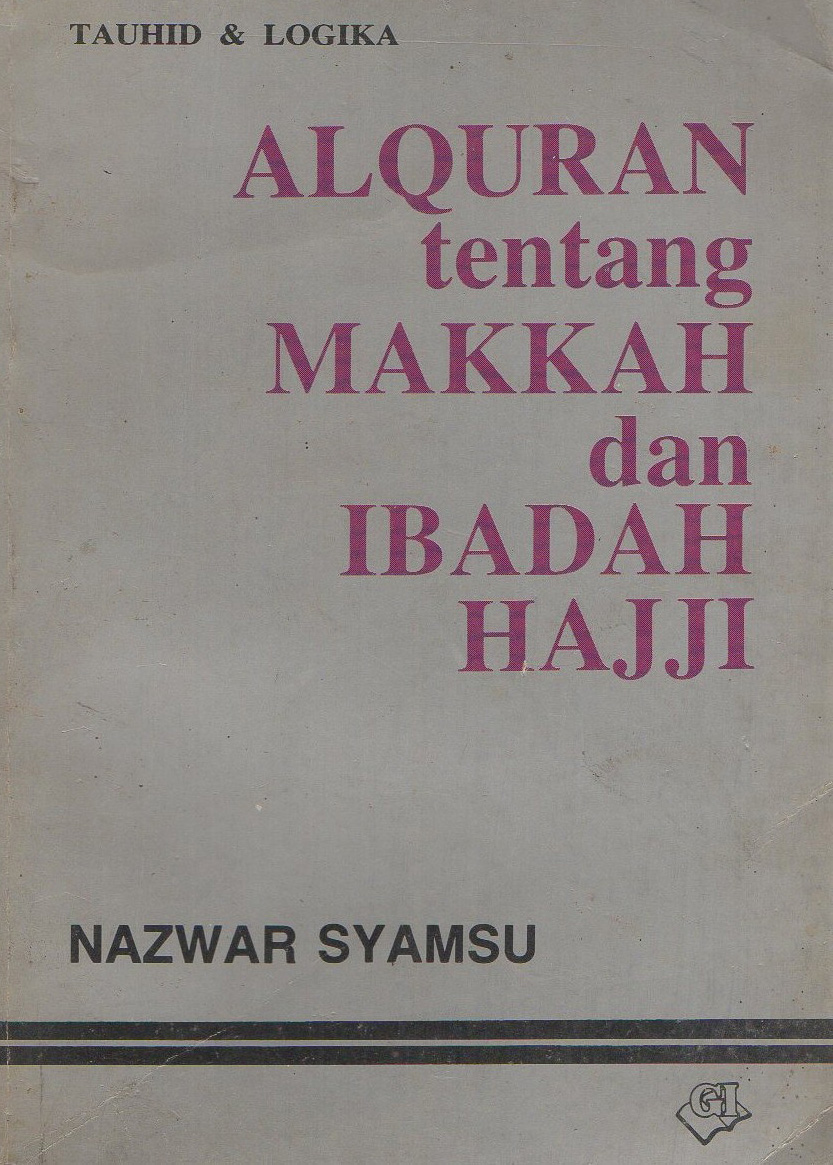 TAUHID & LOGIKA
ALQURAN
tentang
MAKKAH
dan
IBADAH
HAJJI
NAZWAR SYAMSU
GI